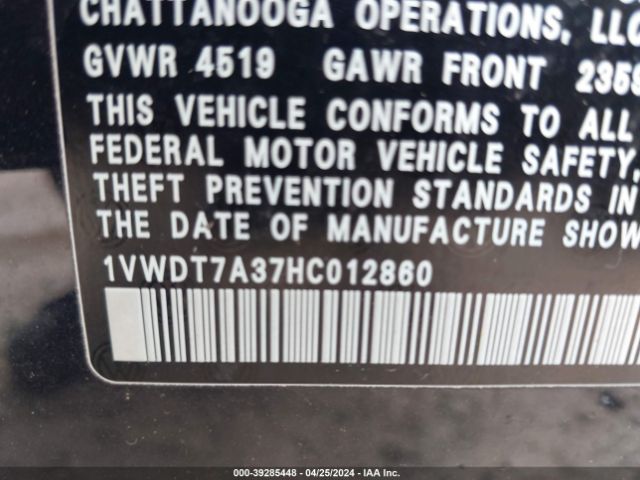 CHATTANOOGA OPERATIONS, LLC
GVWR 4519 GAWR FRONT
THIS VEHICLE CONFORMS TO ALL
FEDERAL MOTOR VEHICLE SAFETY,
THEFT PREVENTION STANDARDS IN
THE DATE OF MANUFACTURE SHOW
1VWDT7A37HC012860
000-39285448 - 04/25/2024 - IAA Inc.